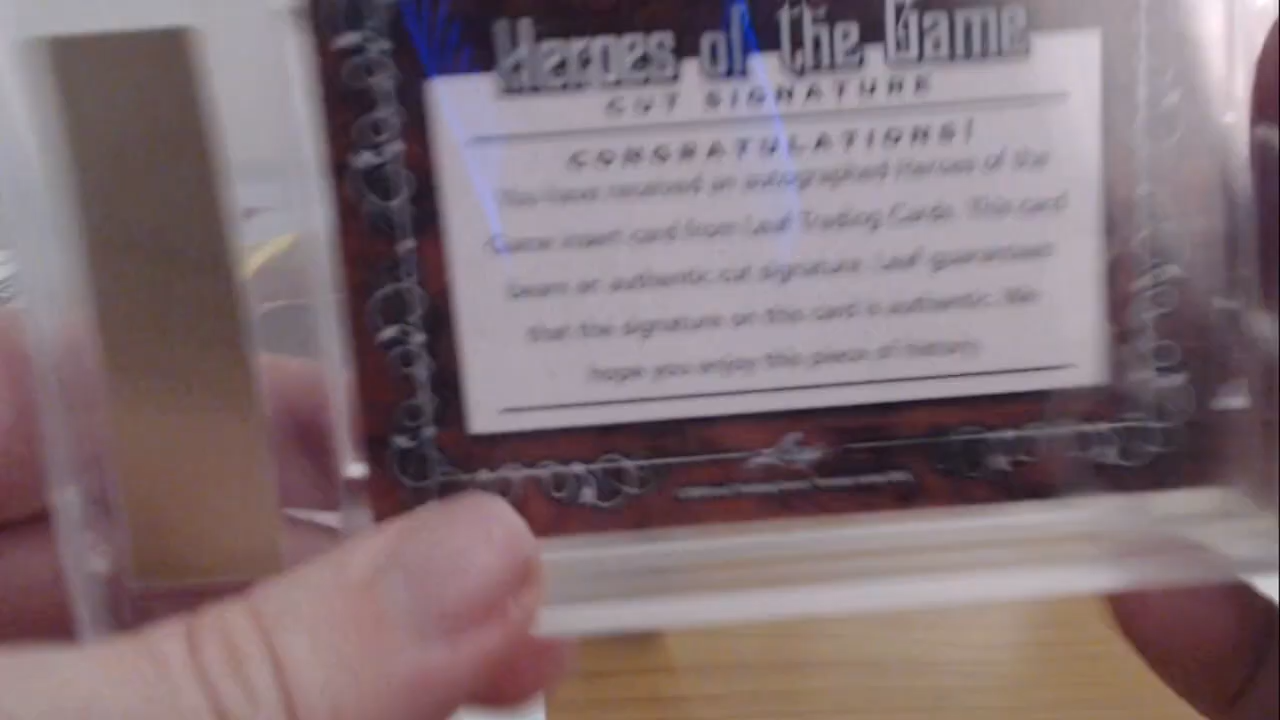 Heroes of the Game
CUT SIGNATURE
CONGRATULATIONS!
You have received an autographed Heroes of the
Game insert card from Leaf Trading Cards. This card
bears an authentic cut signature. Leaf guarantees
that the signature on this card is authentic. We
hope you enjoy this piece of history.